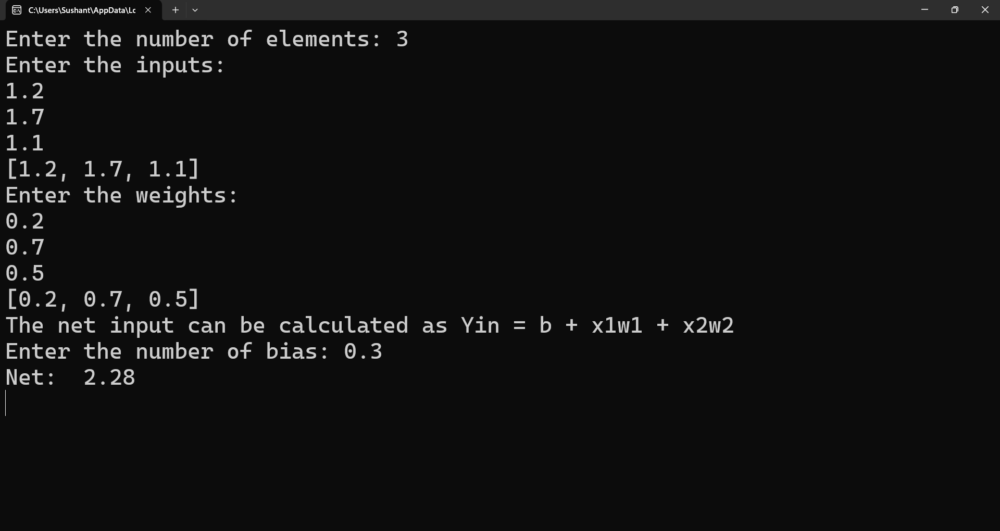 C:\Users\Sushant\AppData\Lc
Enter the number of elements: 3
Enter the inputs:
1.2
1.7
1.1
[1.2, 1.7, 1.1]
Enter the weights:
0.2
0.7
0.5
[0.2, 0.7, 0.5]
The net input can be calculated as Yin = b + x1w1 + x2w2
Enter the number of bias: 0.3
Net:  2.28